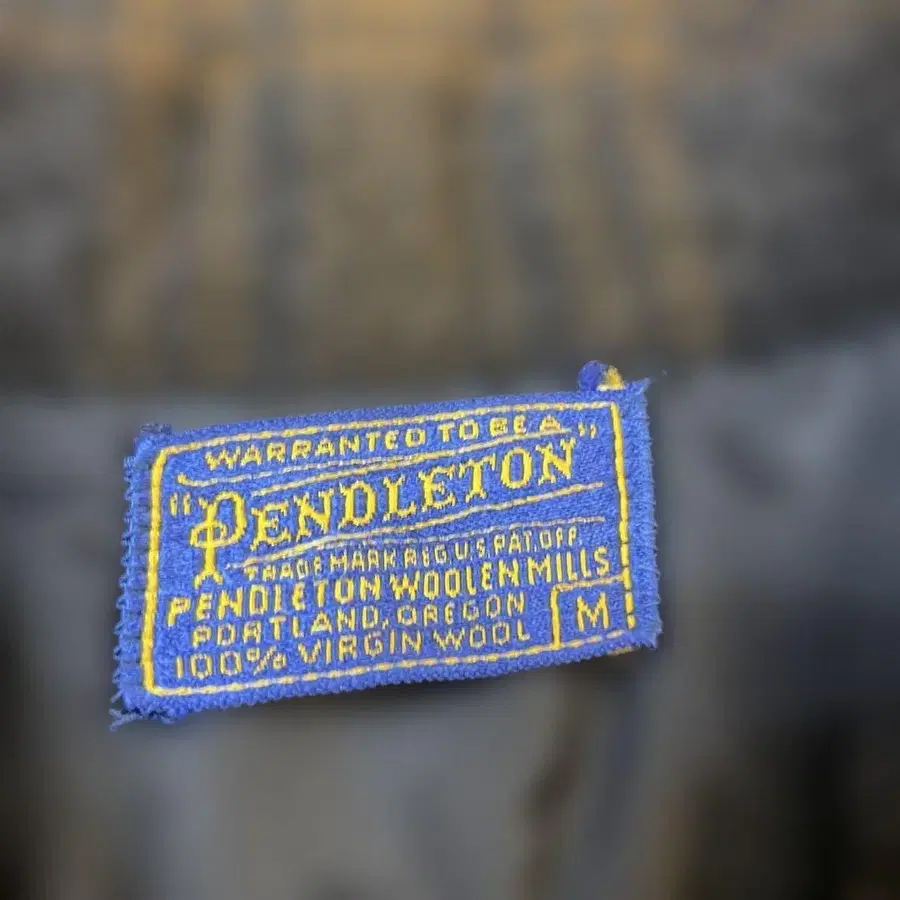 WARRANTED TO BE A
"PENDLETON"
TRADE MARK REG U.S. PAT. OFF.
PENDLETON WOOLEN MILLS
PORTLAND, OREGON
100% VIRGIN WOOL
M